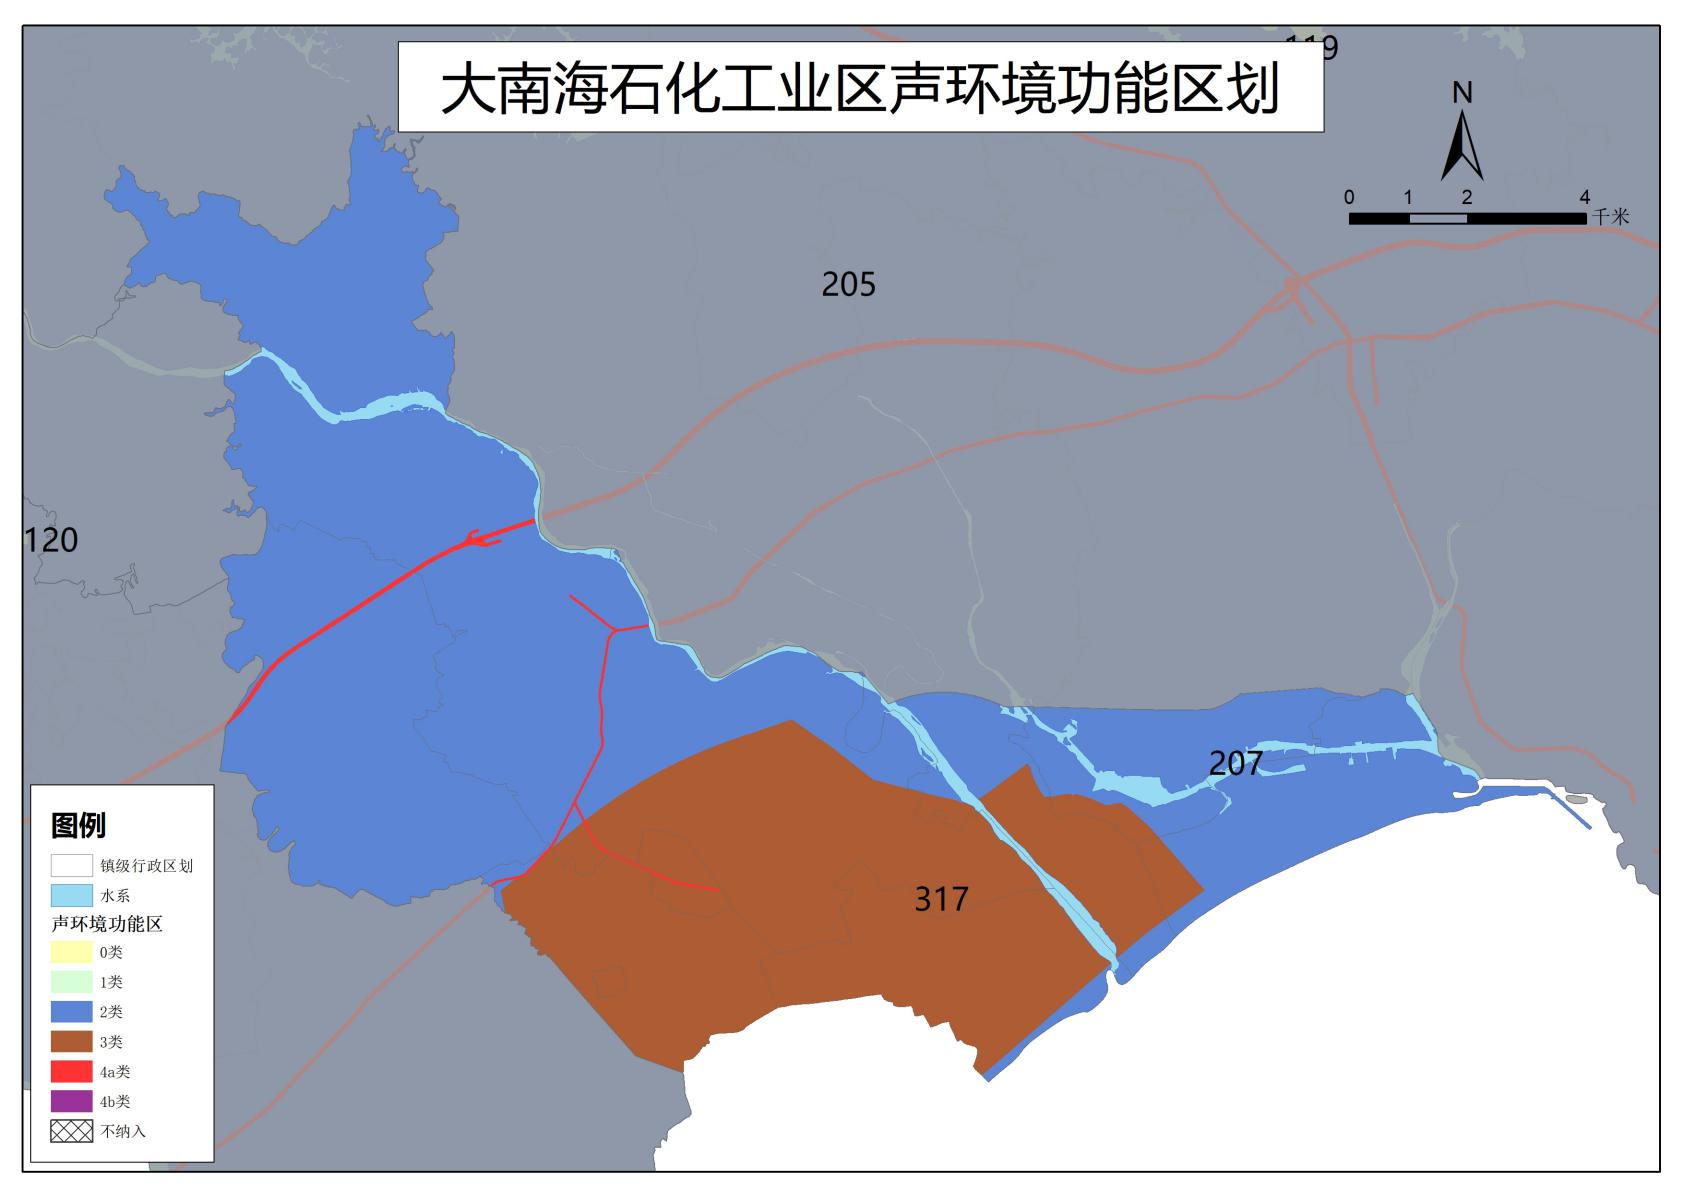 119
大南海石化工业区声环境功能区划
N
0 1 2 4
千米
205
120
207
317
图例
镇级行政区划
水系
声环境功能区
0类
1类
2类
3类
4a类
4b类
不纳入